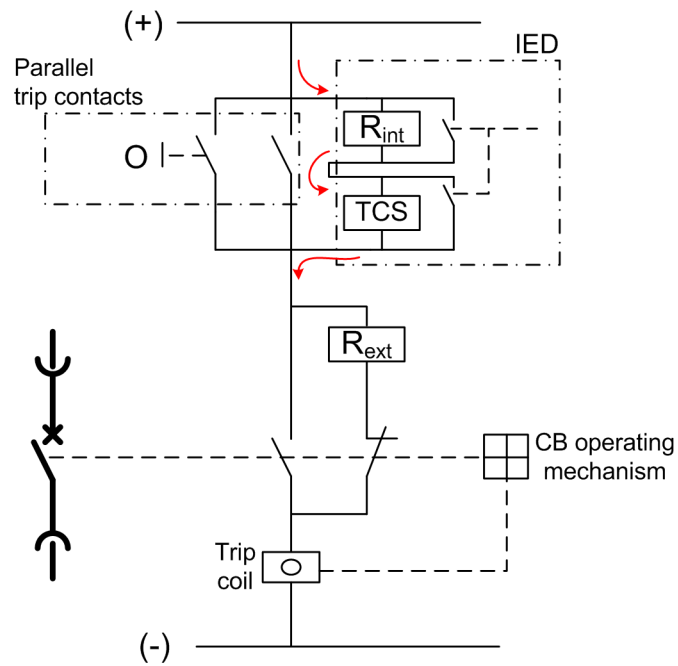 (+)
IED
Parallel
trip contacts
Rint
O
TCS
Rext
CB operating
mechanism
Trip
coil
(-)